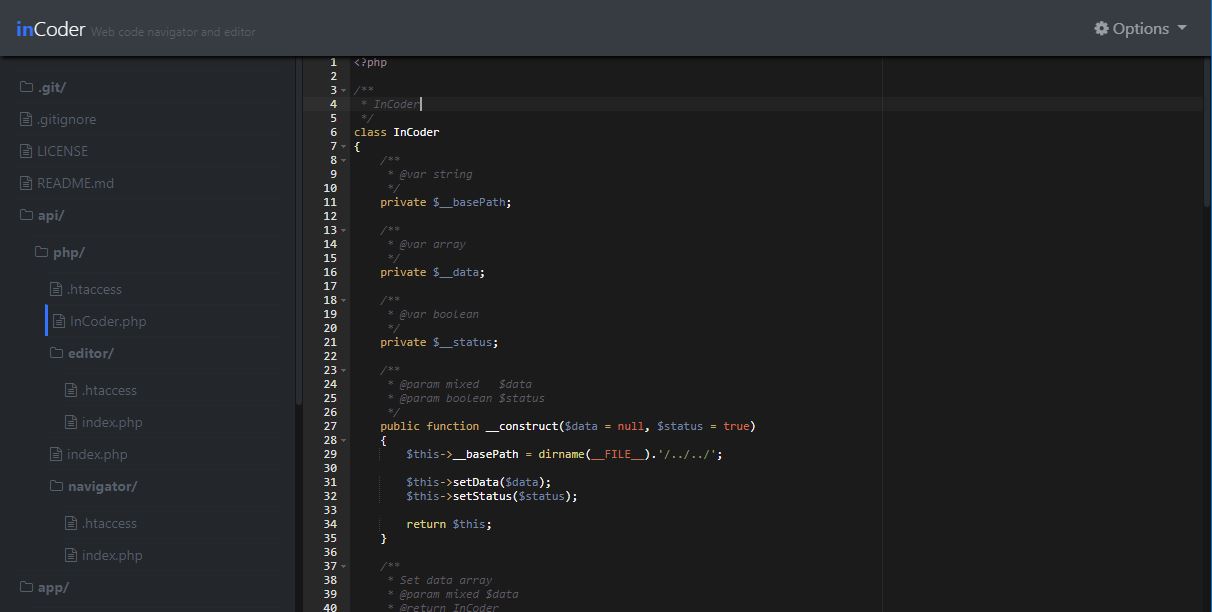 inCoder Web code navigator and editor
Options
.git/
.gitignore
LICENSE
README.md
api/
php/
.htaccess
InCoder.php
editor/
.htaccess
index.php
index.php
navigator/
.htaccess
index.php
app/
1 <?php
2
3 /**
4  * InCoder
5  */
6 class InCoder
7 {
8     /**
9      * @var string
10      */
11     private $__basePath;
12
13     /**
14      * @var array
15      */
16     private $__data;
17
18     /**
19      * @var boolean
20      */
21     private $__status;
22
23     /**
24      * @param mixed   $data
25      * @param boolean $status
26      */
27     public function __construct($data = null, $status = true)
28     {
29         $this->__basePath = dirname(__FILE__).'/../../';
30
31         $this->setData($data);
32         $this->setStatus($status);
33
34         return $this;
35     }
36
37     /**
38      * Set data array
39      * @param mixed $data
40      * @return InCoder